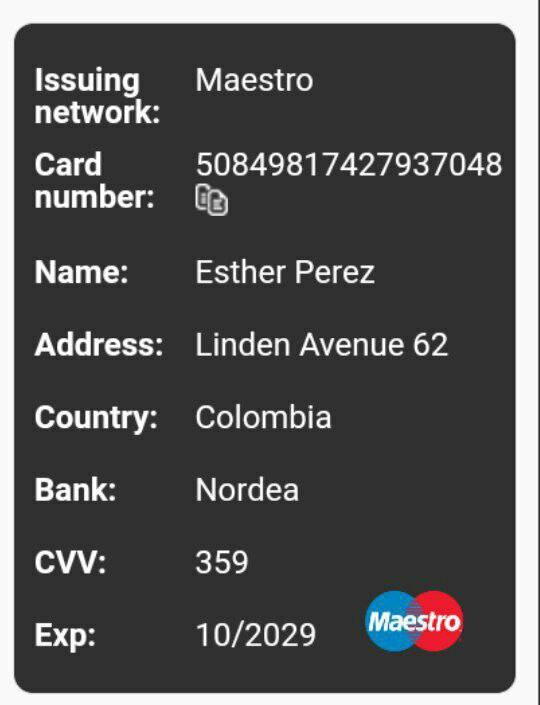 Issuing network: Maestro
Card number: 50849817427937048
Name: Esther Perez
Address: Linden Avenue 62
Country: Colombia
Bank: Nordea
CVV: 359
Exp: 10/2029
Maestro